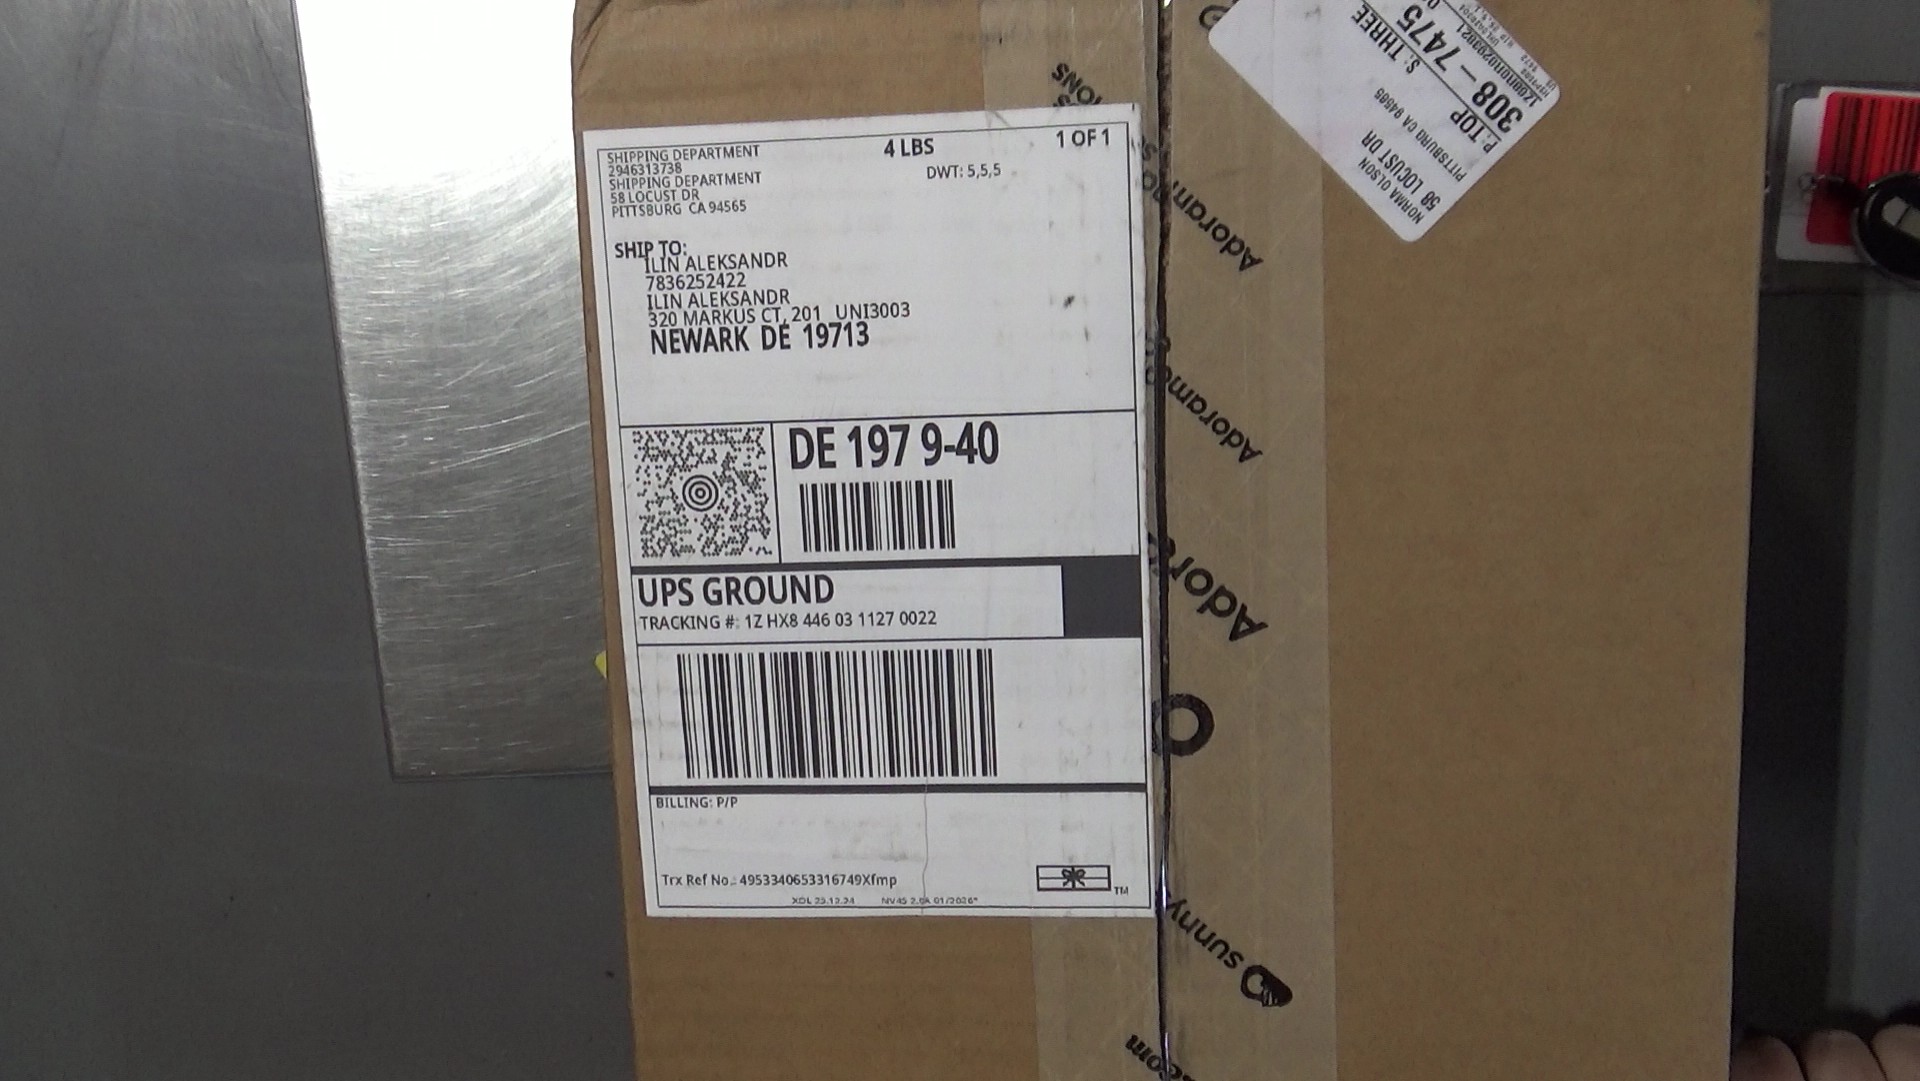 SHIPPING DEPARTMENT
2946313738
SHIPPING DEPARTMENT
58 LOCUST DR
PITTSBURG CA 94565
4 LBS
1 OF 1
DWT: 5,5,5
SHIP TO:
ILIN ALEKSANDR
7836252422
ILIN ALEKSANDR
320 MARKUS CT, 201 UNI3003
NEWARK DE 19713
DE 197 9-40
UPS GROUND
TRACKING #: 1Z HX8 446 03 1127 0022
BILLING: P/P
Trx Ref No.: 4953340653316749Xfmp
XOL 23.12.24 NV45 2.0A 01/2026*
TM
NORMA OLSON
58 LOCUST DR
PITTSBURG CA 94565
P: TOP S: THREE
308 – 7475
Adorama
Adorama
sunny